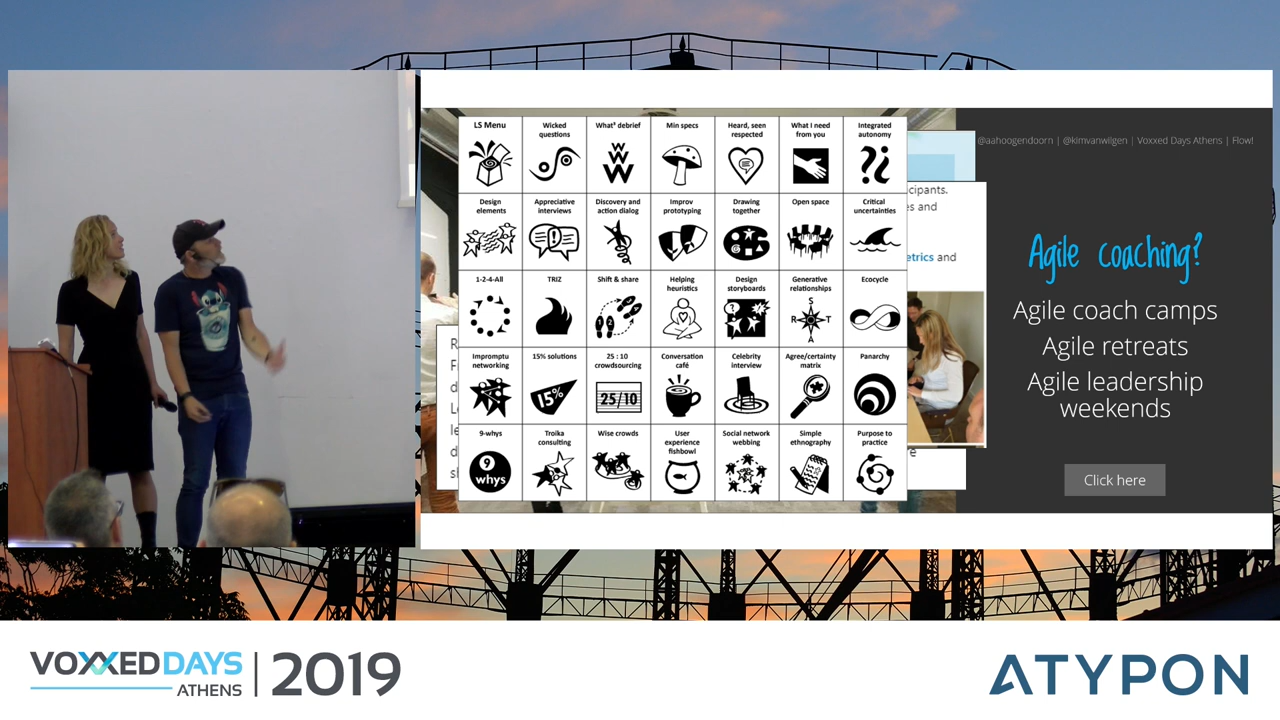 @aahoogendoorn | @kimvanwilgen | Voxxed Days Athens | Flow!
LS Menu
Wicked
questions
What³ debrief
W
W W
W
Min specs
Heard, seen
respected
What I need
from you
Integrated
autonomy
Design
elements
Appreciative
interviews
Discovery and
action dialog
Improv
prototyping
Drawing
together
Open space
Critical
uncertainties
1-2-4-All
TRIZ
Shift & share
Helping
heuristics
Design
storyboards
Generative
relationships
S
R T
A
Ecocycle
Impromptu
networking
15% solutions
15%
25 : 10
crowdsourcing
25/10
Conversation
café
Celebrity
interview
Agree/certainty
matrix
Panarchy
9-whys
9
whys
Troika
consulting
Wise crowds
User
experience
fishbowl
Social network
webbing
Simple
ethnography
Purpose to
practice
es and
and
Agile coaching?
Agile coach camps
Agile retreats
Agile leadership
weekends
Click here
VOXXED DAYS
ATHENS
2019
ATYPON